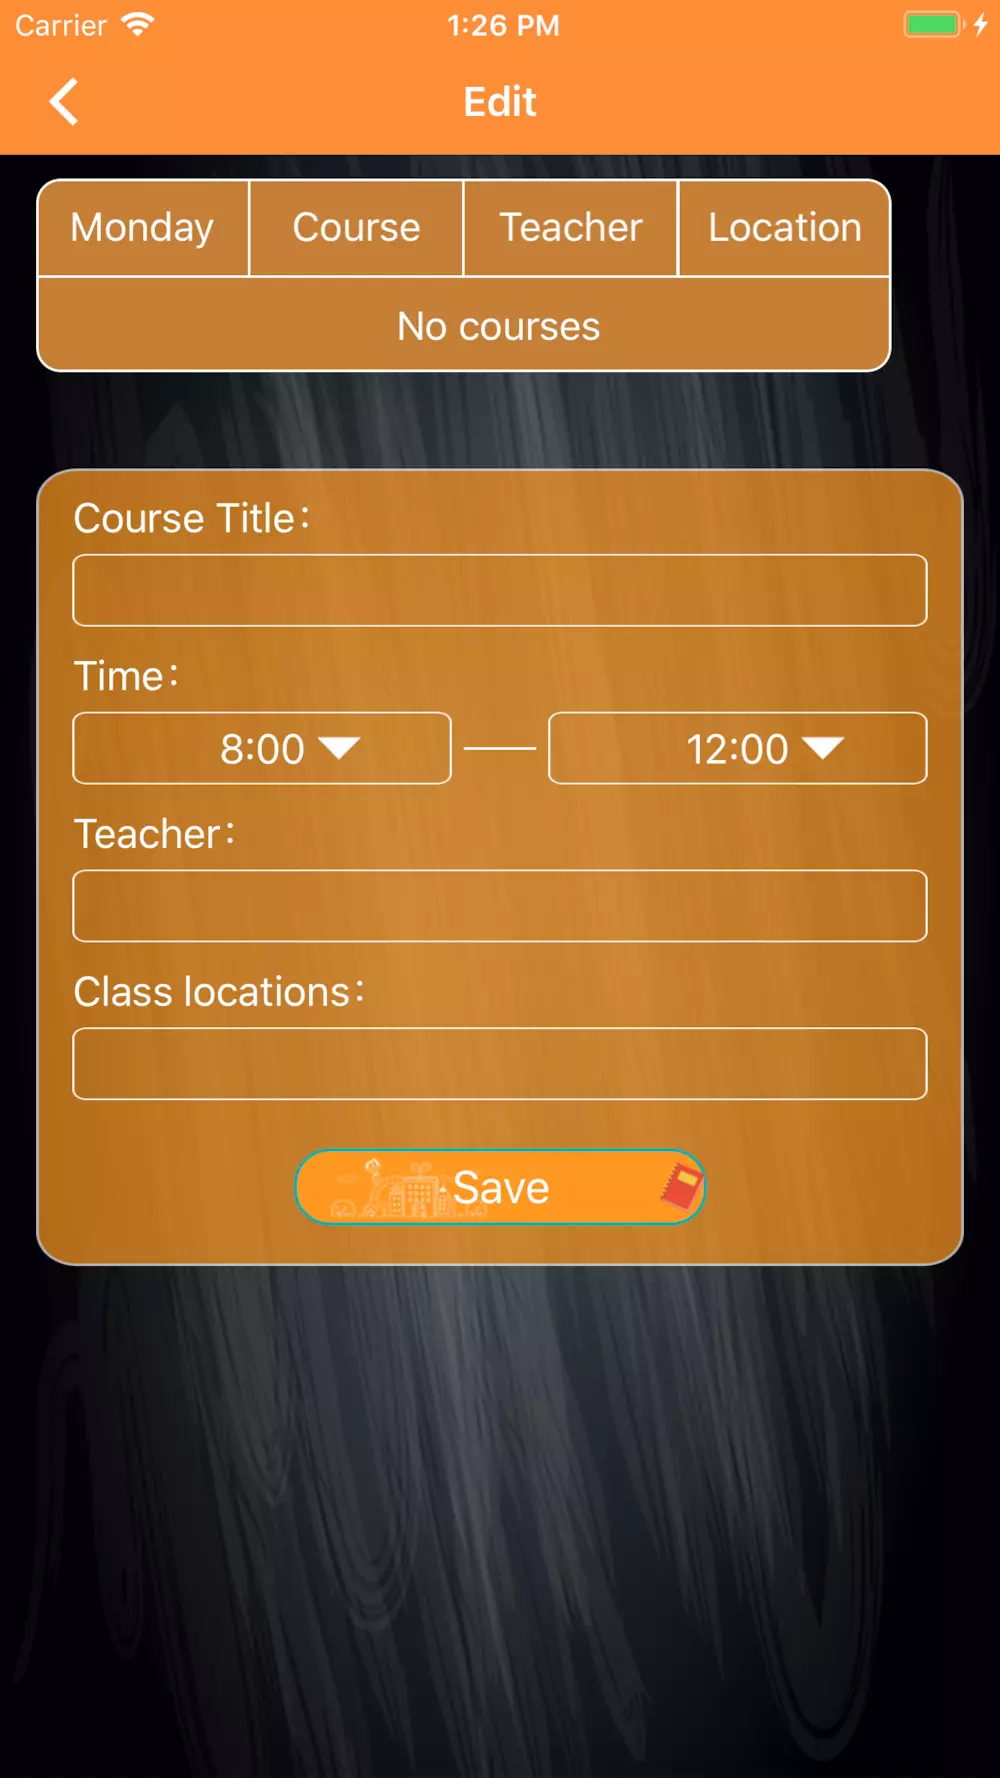 Carrier 1:26 PM
Edit
Monday Course Teacher Location
No courses
Course Title:
Time:
8:00 12:00
Teacher:
Class locations:
Save